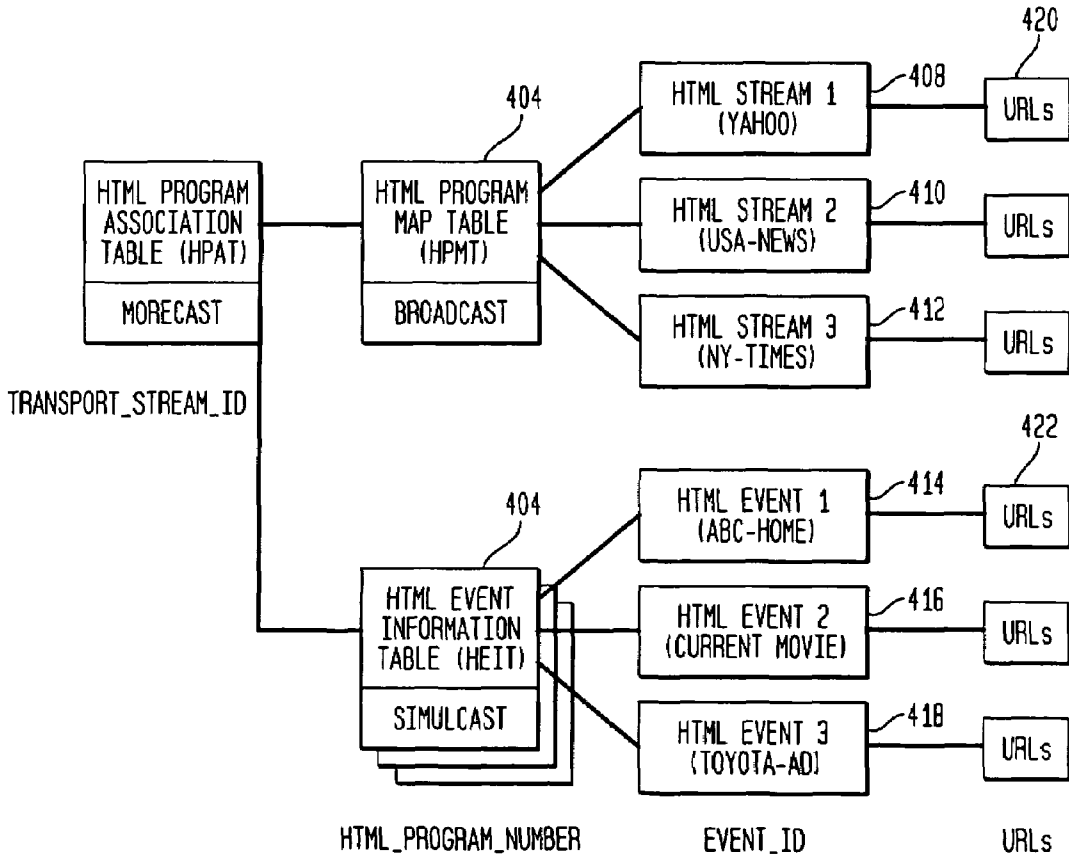 420
404
408
HTML STREAM 1
(YAHOO)
URLs
HTML PROGRAM
ASSOCIATION
TABLE (HPAT)
MORECAST
HTML PROGRAM
MAP TABLE
(HPMT)
BROADCAST
410
HTML STREAM 2
(USA-NEWS)
URLs
412
HTML STREAM 3
(NY-TIMES)
URLs
TRANSPORT_STREAM_ID
422
404
414
HTML EVENT 1
(ABC-HOME)
URLs
HTML EVENT
INFORMATION
TABLE (HEIT)
SIMULCAST
416
HTML EVENT 2
(CURRENT MOVIE)
URLs
418
HTML EVENT 3
(TOYOTA-AD)
URLs
HTML_PROGRAM_NUMBER
EVENT_ID
URLs